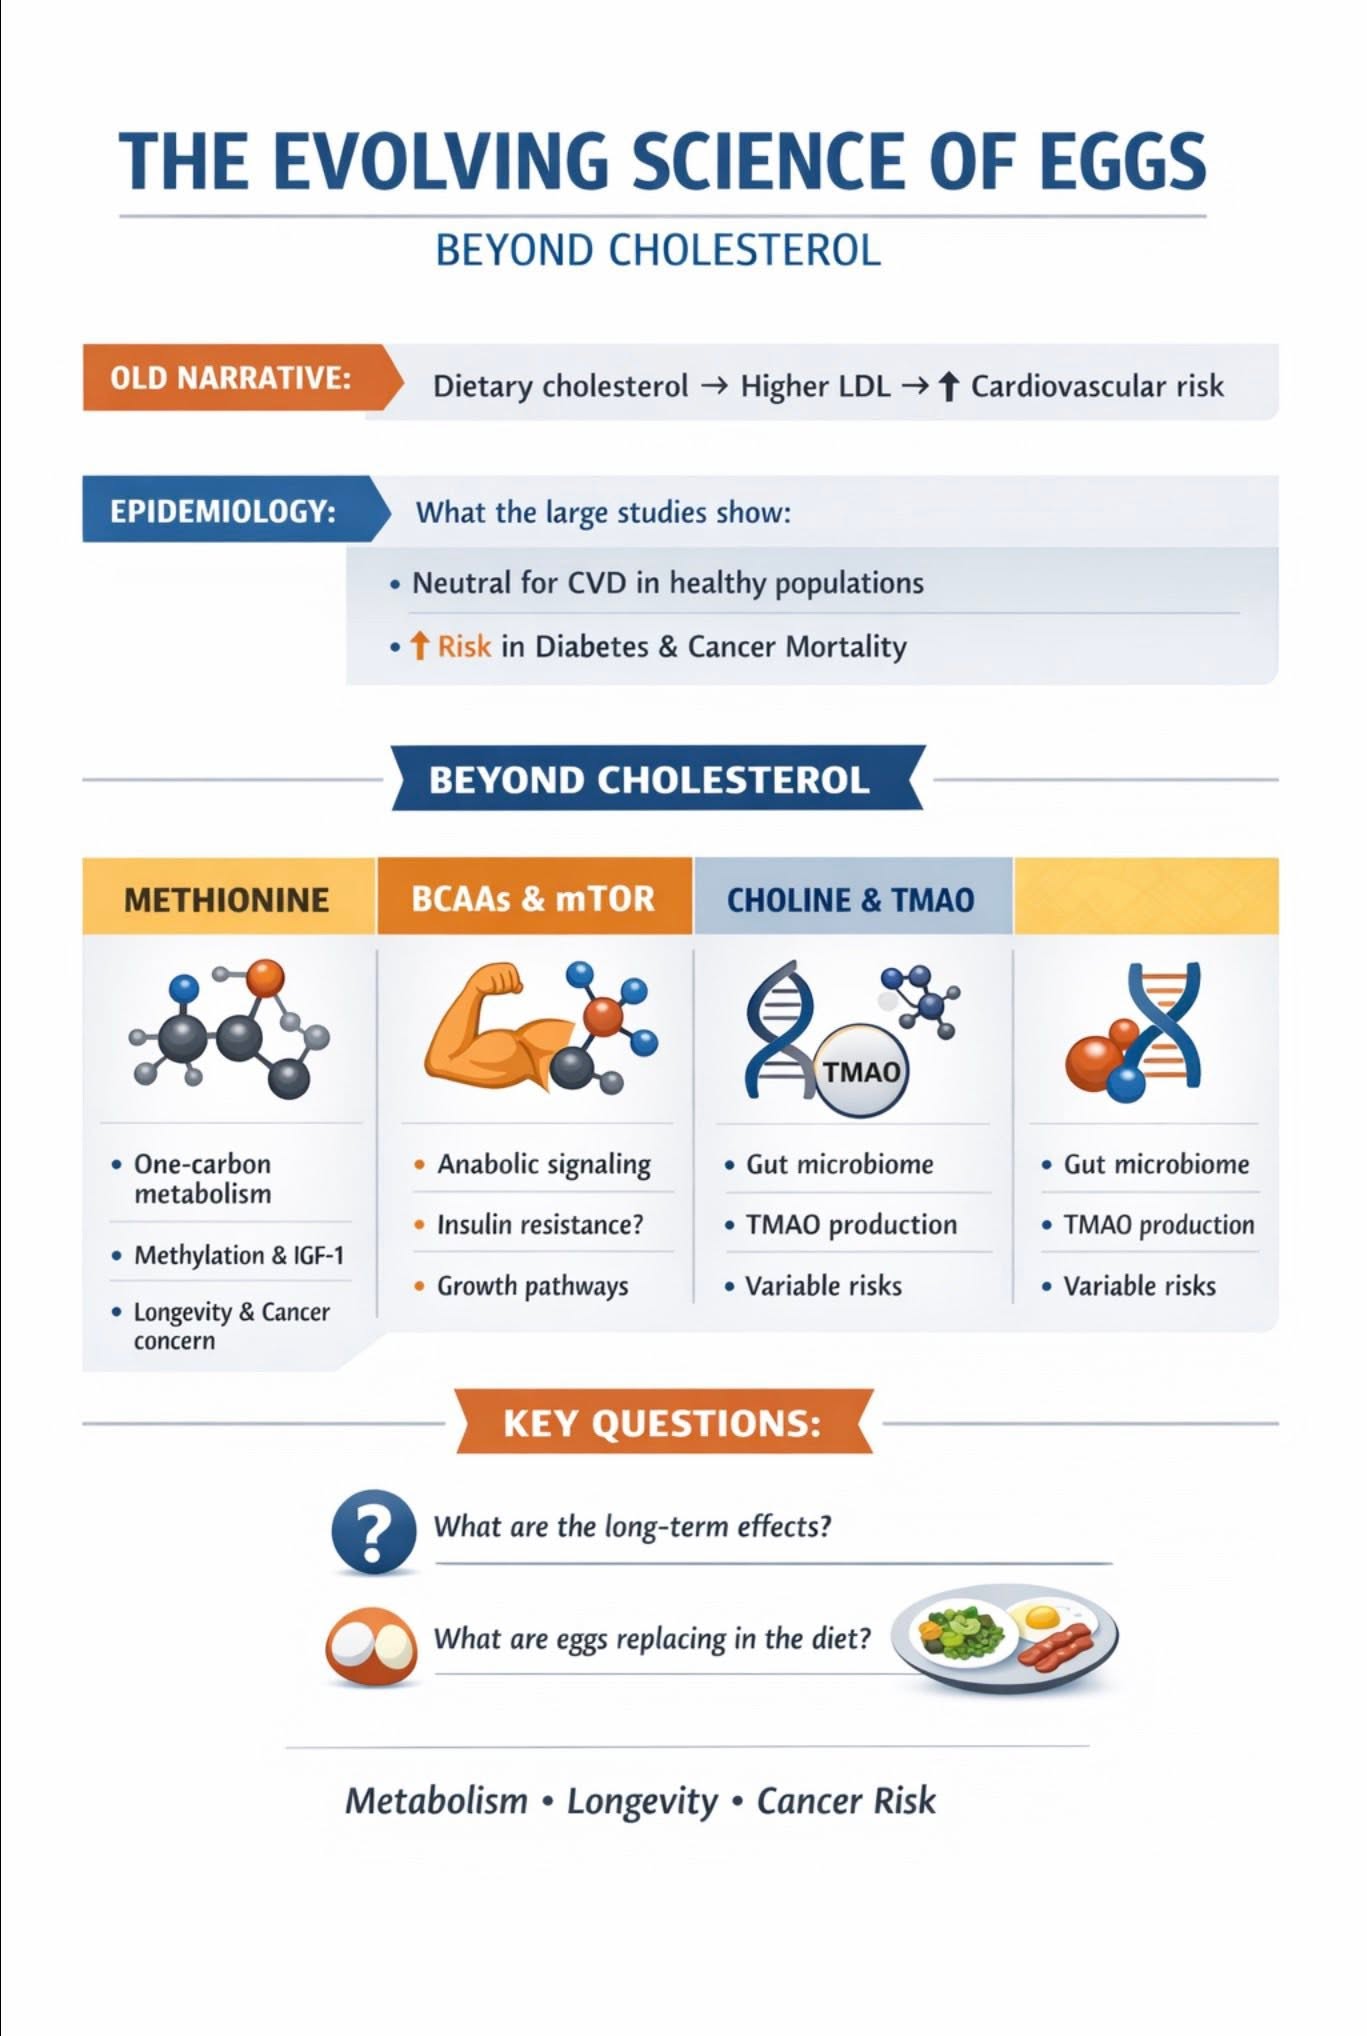 THE EVOLVING SCIENCE OF EGGS
BEYOND CHOLESTEROL
OLD NARRATIVE:
Dietary cholesterol → Higher LDL → ↑ Cardiovascular risk
EPIDEMIOLOGY:
What the large studies show:
• Neutral for CVD in healthy populations
• ↑ Risk in Diabetes & Cancer Mortality
BEYOND CHOLESTEROL
METHIONINE
• One-carbon
metabolism
• Methylation & IGF-1
• Longevity & Cancer
concern
BCAAs & mTOR
• Anabolic signaling
• Insulin resistance?
• Growth pathways
CHOLINE & TMAO
TMAO
• Gut microbiome
• TMAO production
• Variable risks
• Gut microbiome
• TMAO production
• Variable risks
KEY QUESTIONS:
?
What are the long-term effects?
What are eggs replacing in the diet?
Metabolism • Longevity • Cancer Risk